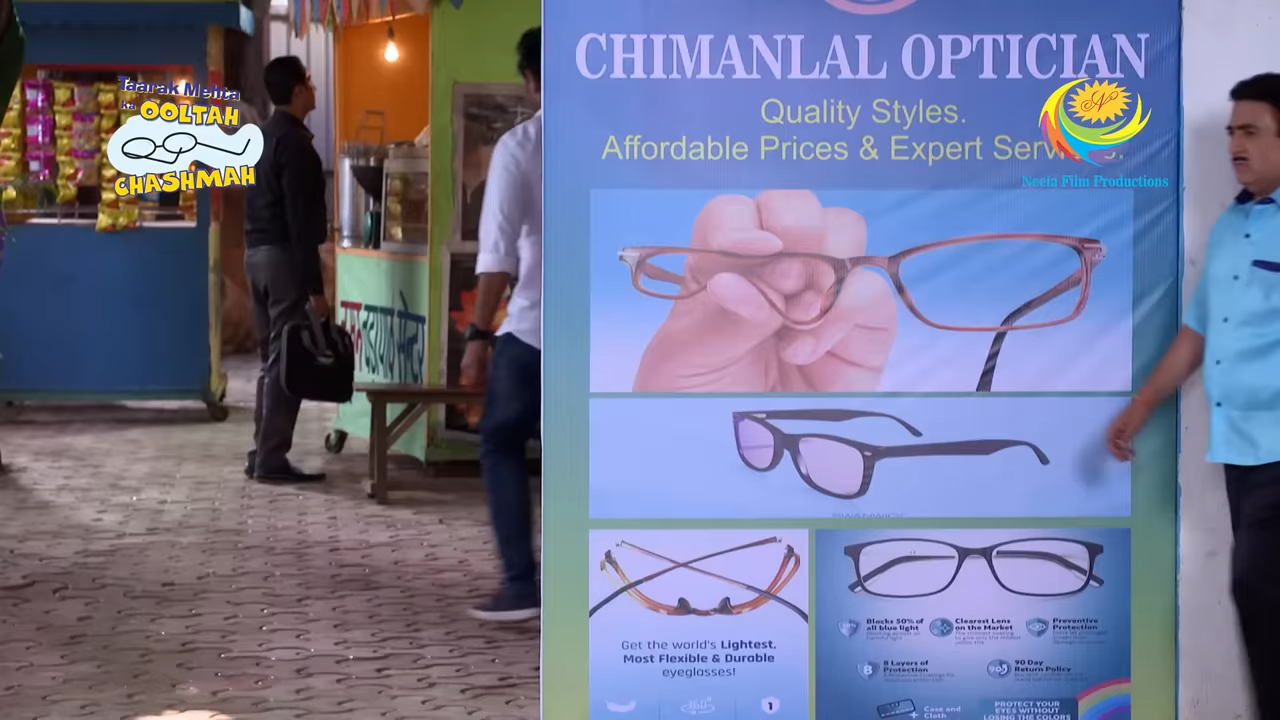 Taarak Mehta
ka OOLTAH
CHASHMAH
CHIMANLAL OPTICIAN
Quality Styles.
Affordable Prices & Expert
Neela Film Productions
Get the world's Lightest,
Most Flexible & Durable
eyeglasses!
Blocks 50% of
all blue light
Clearest Lens
on the Market
Preventive
Protection
8 Layers of
Protection
90 Day
Return Policy
Case and
Cloth
PROTECT YOUR
EYES WITHOUT
LOSING THE COLORS